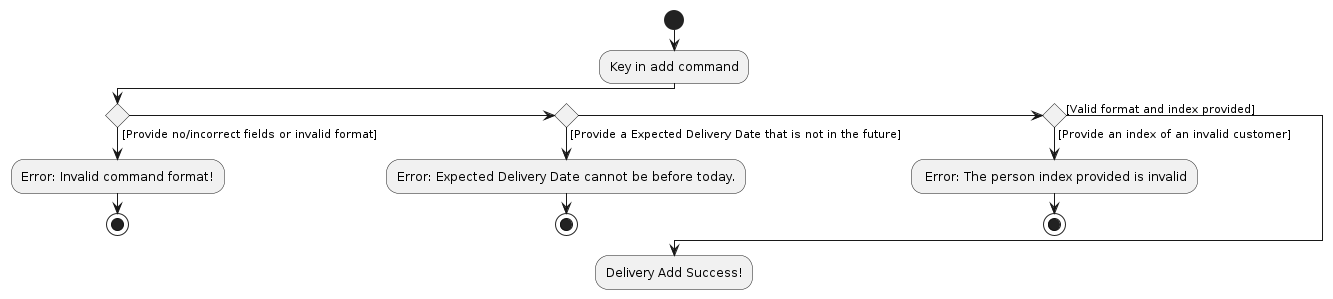 Key in add command
[Valid format and index provided]
[Provide no/incorrect fields or invalid format]
[Provide a Expected Delivery Date that is not in the future]
[Provide an index of an invalid customer]
Error: Invalid command format!
Error: Expected Delivery Date cannot be before today.
Error: The person index provided is invalid
Delivery Add Success!